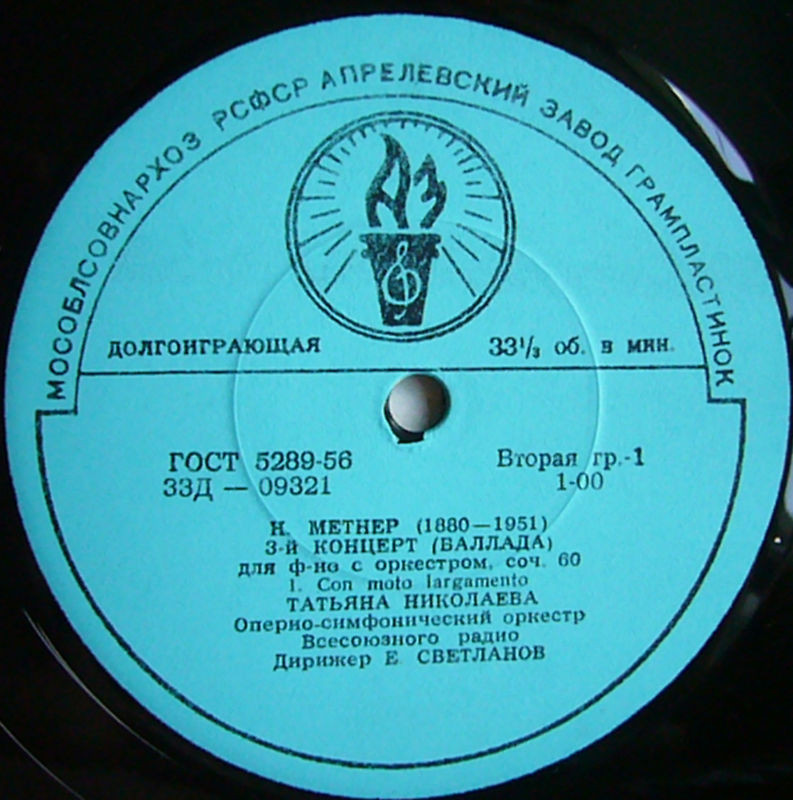 МОСОБЛСОВНАРХОЗ РСФСР АПРЕЛЕВСКИЙ ЗАВОД ГРАМПЛАСТИНОК
АЗ
ДОЛГОИГРАЮЩАЯ 33⅓ об. в мин.
ГОСТ 5289-56 Вторая гр.-1
33Д — 09321 1-00
Н. МЕТНЕР (1880—1951)
3-й КОНЦЕРТ (БАЛЛАДА)
для ф-но с оркестром, соч. 60
1. Con moto largamento
ТАТЬЯНА НИКОЛАЕВА
Оперно-симфонический оркестр
Всесоюзного радио
Дирижер Е. СВЕТЛАНОВ